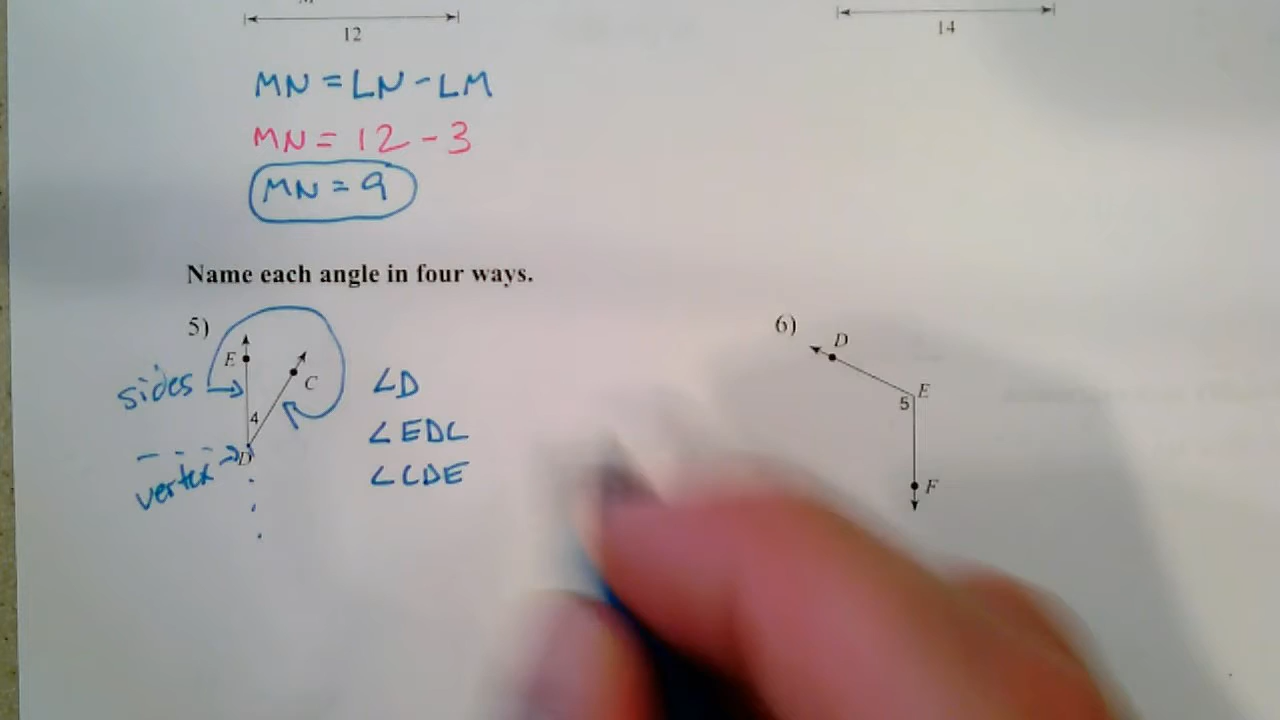 12
14
MN = LN - LM
MN = 12 - 3
MN = 9
Name each angle in four ways.
5)
E
C
4
D
sides
vertex
∠D
∠EDC
∠CDE
6)
D
E
5
F